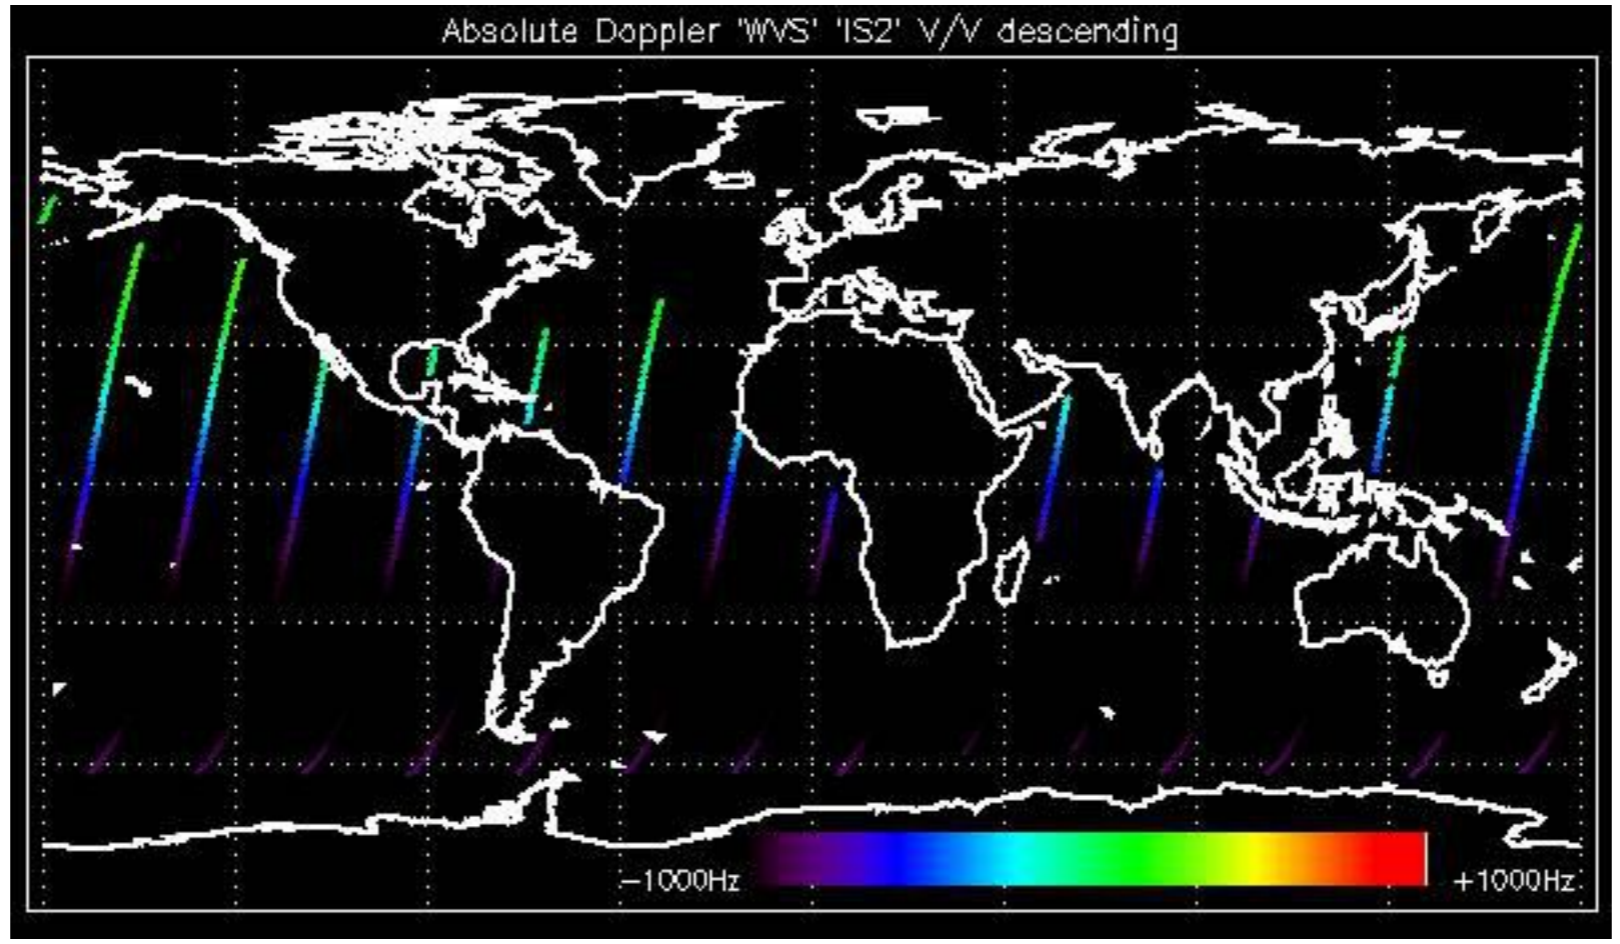 Absolute Doppler 'WVS' 'IS2' V/V descending
−1000Hz
+1000Hz